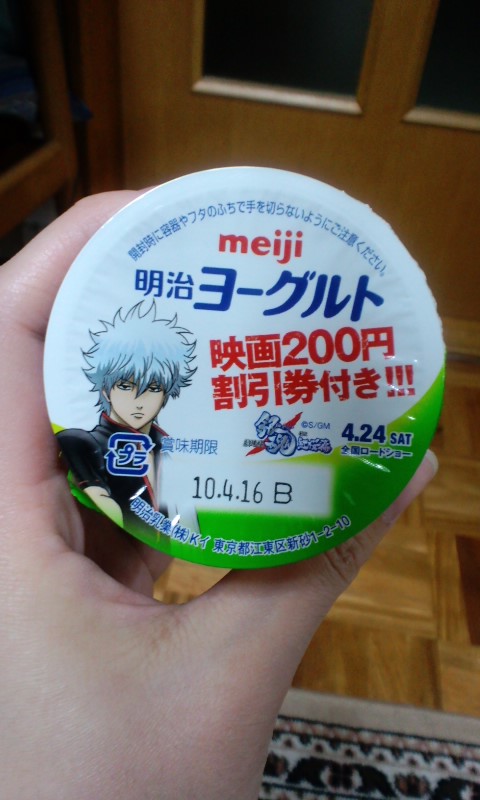 開封時に容器やフタのふちで手を切らないようにご注意ください。
meiji
明治ヨーグルト
映画200円
割引券付き!!!
©S/GM
4.24 SAT
全国ロードショー
プラ
賞味期限
10.4.16 B
明治乳業(株)Kイ 東京都江東区新砂1-2-10